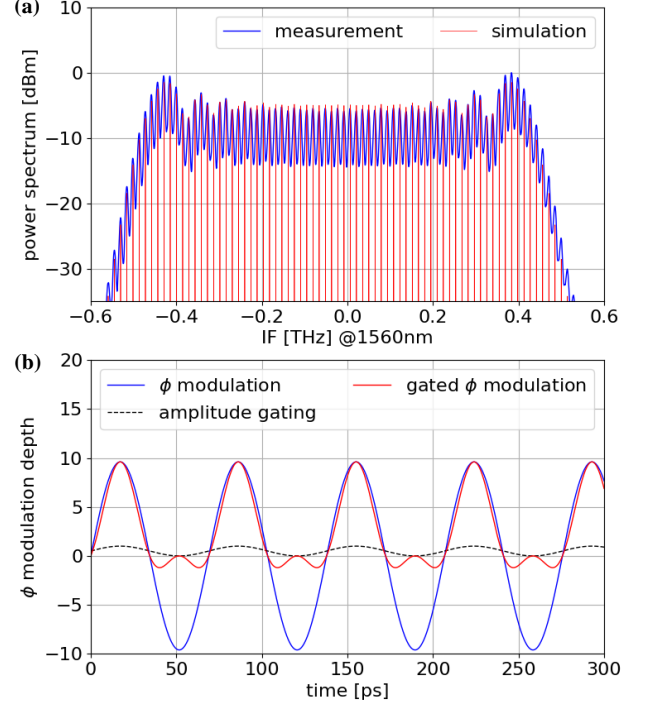 (a)
10
0
−10
−20
−30
power spectrum [dBm]
measurement
simulation
−0.6 −0.4 −0.2 0.0 0.2 0.4 0.6
IF [THz] @1560nm
(b)
20
15
10
5
0
−5
−10
ϕ modulation depth
ϕ modulation
gated ϕ modulation
amplitude gating
0 50 100 150 200 250 300
time [ps]